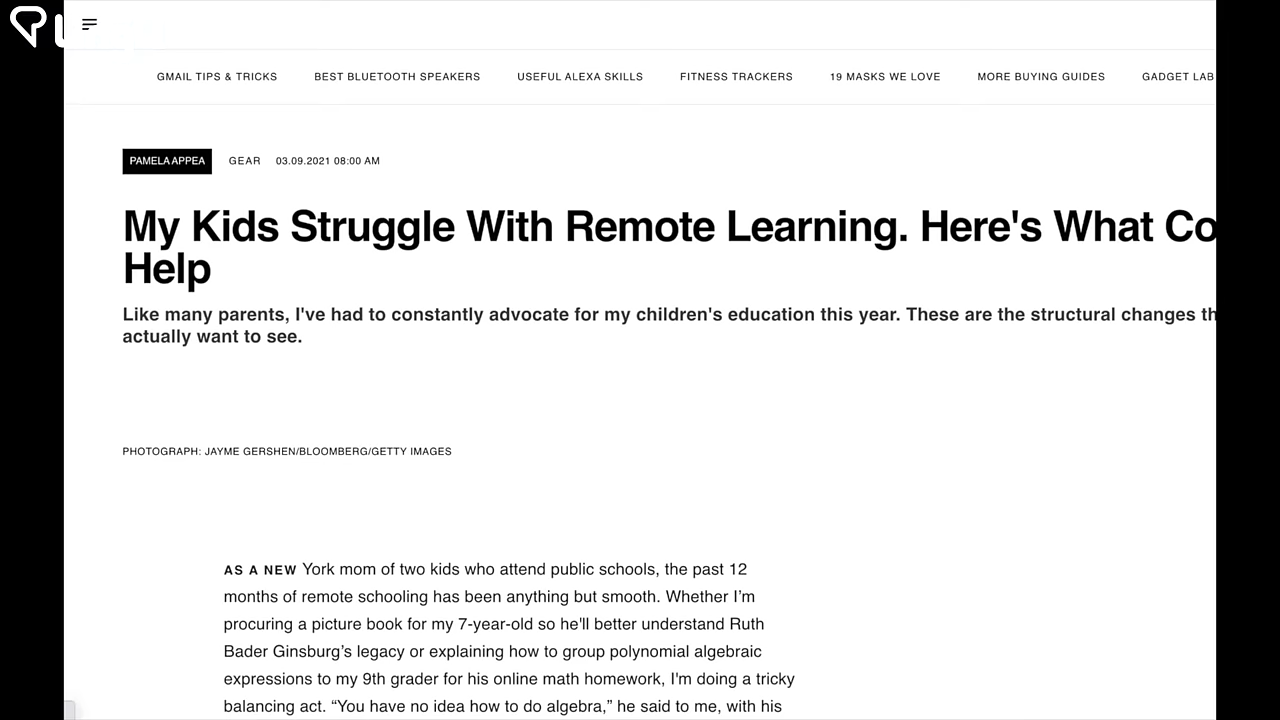 GMAIL TIPS & TRICKS BEST BLUETOOTH SPEAKERS USEFUL ALEXA SKILLS FITNESS TRACKERS 19 MASKS WE LOVE MORE BUYING GUIDES GADGET LAB
PAMELA APPEA GEAR 03.09.2021 08:00 AM
My Kids Struggle With Remote Learning. Here's What Co
Help
Like many parents, I've had to constantly advocate for my children's education this year. These are the structural changes th
actually want to see.
PHOTOGRAPH: JAYME GERSHEN/BLOOMBERG/GETTY IMAGES
AS A NEW York mom of two kids who attend public schools, the past 12
months of remote schooling has been anything but smooth. Whether I’m
procuring a picture book for my 7-year-old so he'll better understand Ruth
Bader Ginsburg’s legacy or explaining how to group polynomial algebraic
expressions to my 9th grader for his online math homework, I'm doing a tricky
balancing act. “You have no idea how to do algebra,” he said to me, with his